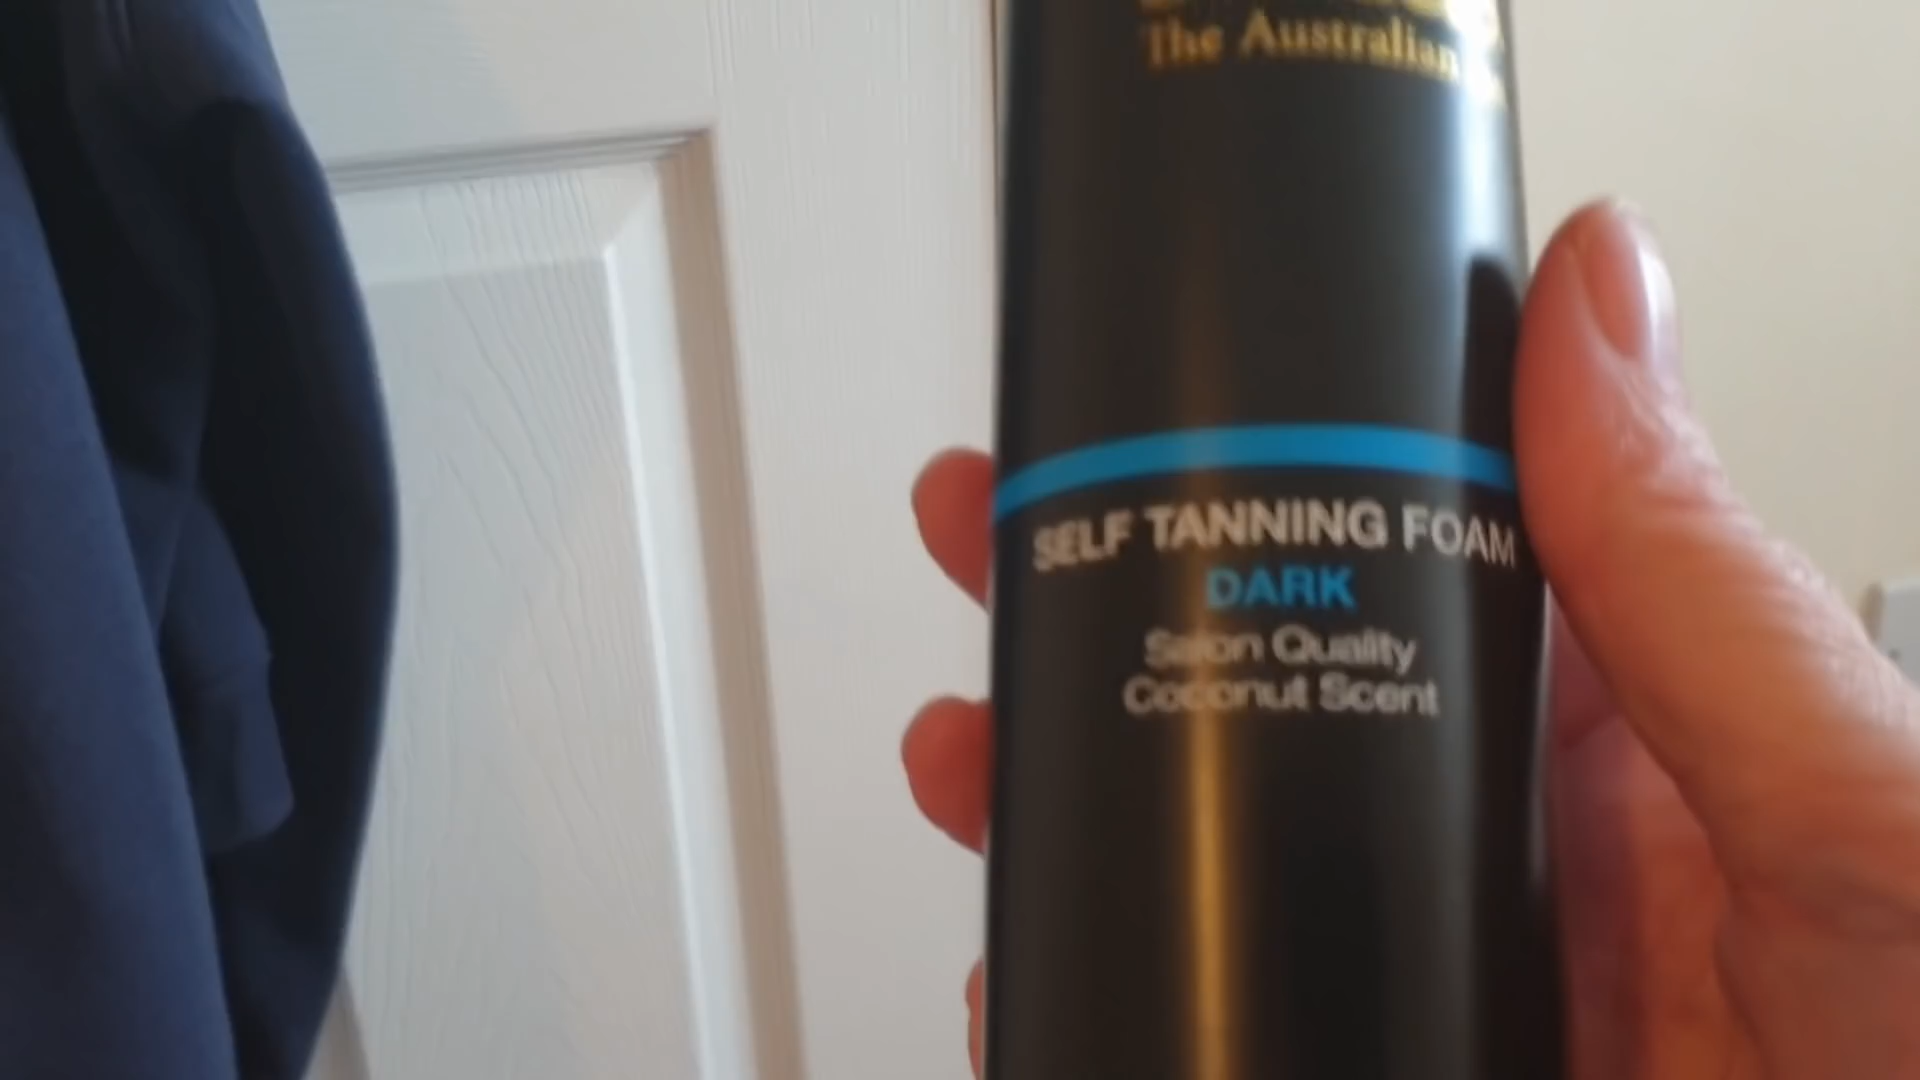 The Australian
SELF TANNING FOAM
DARK
Salon Quality
Coconut Scent